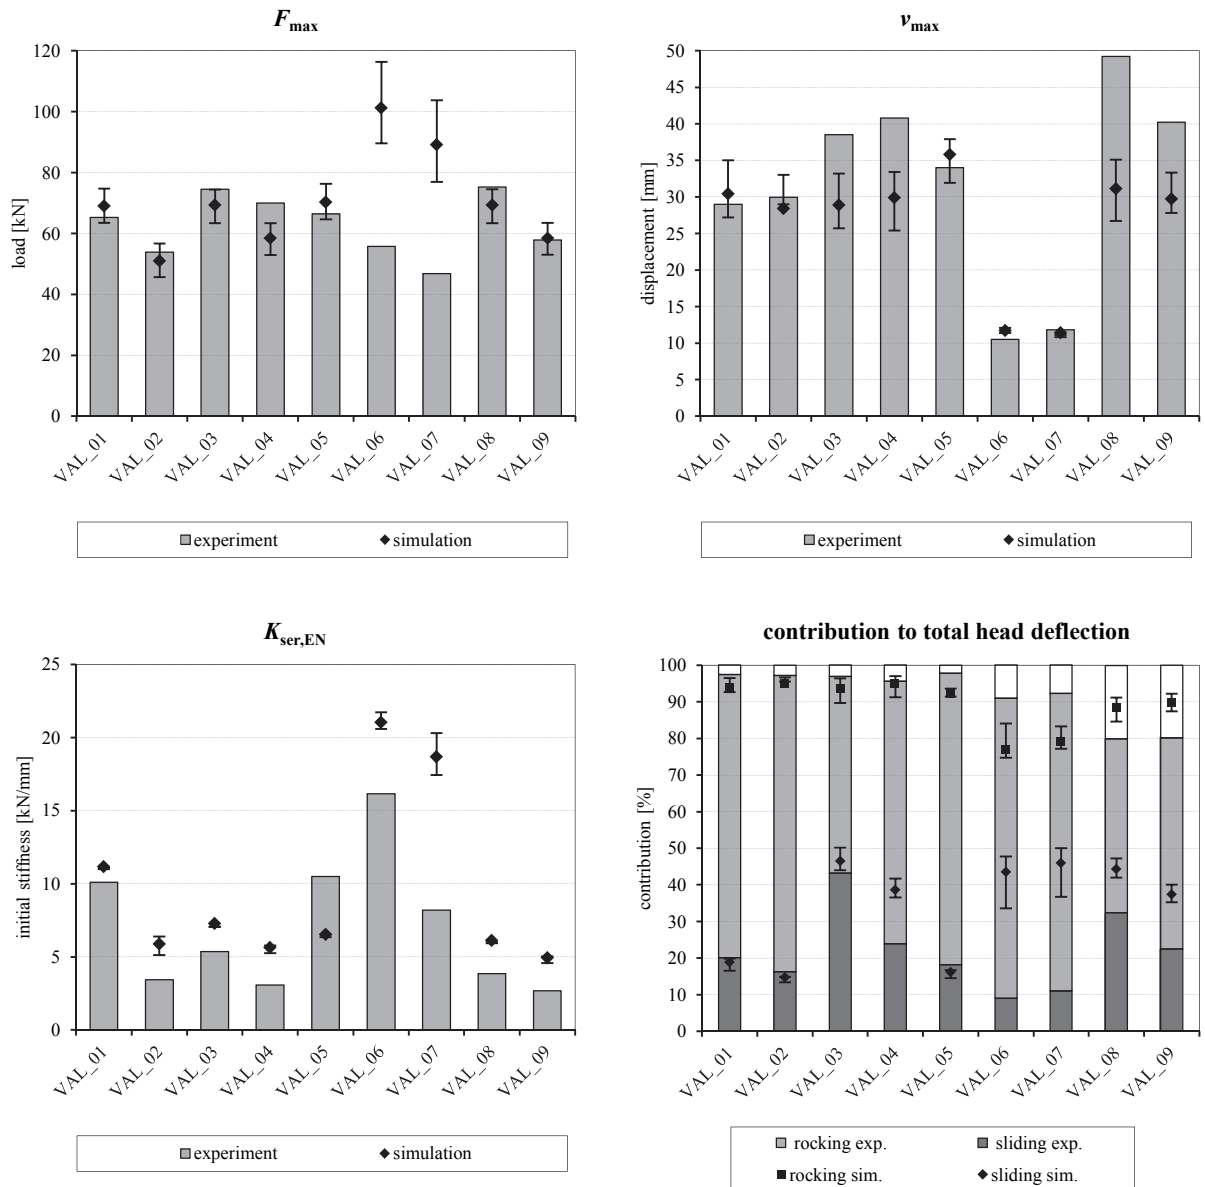 F max
120
100
80
60
40
20
0
load [kN]
VAL_01
VAL_02
VAL_03
VAL_04
VAL_05
VAL_06
VAL_07
VAL_08
VAL_09
experiment
simulation
v max
50
45
40
35
30
25
20
15
10
5
0
displacement [mm]
VAL_01
VAL_02
VAL_03
VAL_04
VAL_05
VAL_06
VAL_07
VAL_08
VAL_09
experiment
simulation
K ser,EN
25
20
15
10
5
0
initial stiffness [kN/mm]
VAL_01
VAL_02
VAL_03
VAL_04
VAL_05
VAL_06
VAL_07
VAL_08
VAL_09
experiment
simulation
contribution to total head deflection
100
90
80
70
60
50
40
30
20
10
0
contribution [%]
VAL_01
VAL_02
VAL_03
VAL_04
VAL_05
VAL_06
VAL_07
VAL_08
VAL_09
rocking exp.
sliding exp.
rocking sim.
sliding sim.